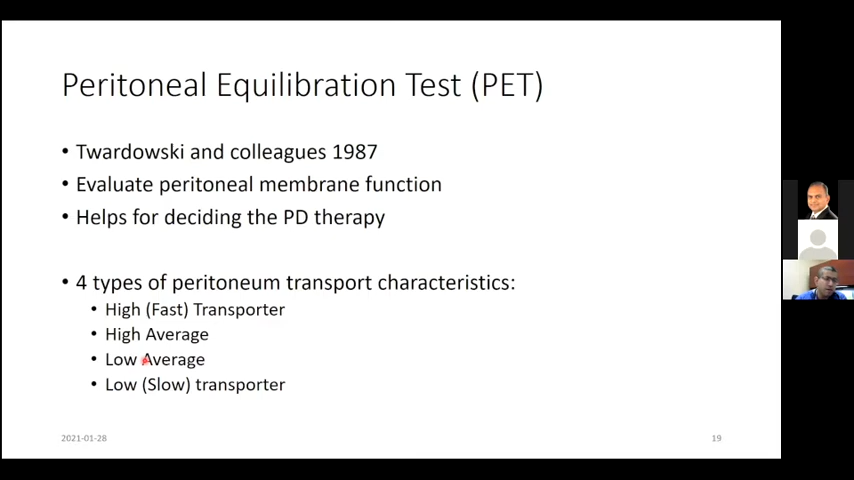 Peritoneal Equilibration Test (PET)
• Twardowski and colleagues 1987
• Evaluate peritoneal membrane function
• Helps for deciding the PD therapy
• 4 types of peritoneum transport characteristics:
• High (Fast) Transporter
• High Average
• Low Average
• Low (Slow) transporter
2021-01-28
19